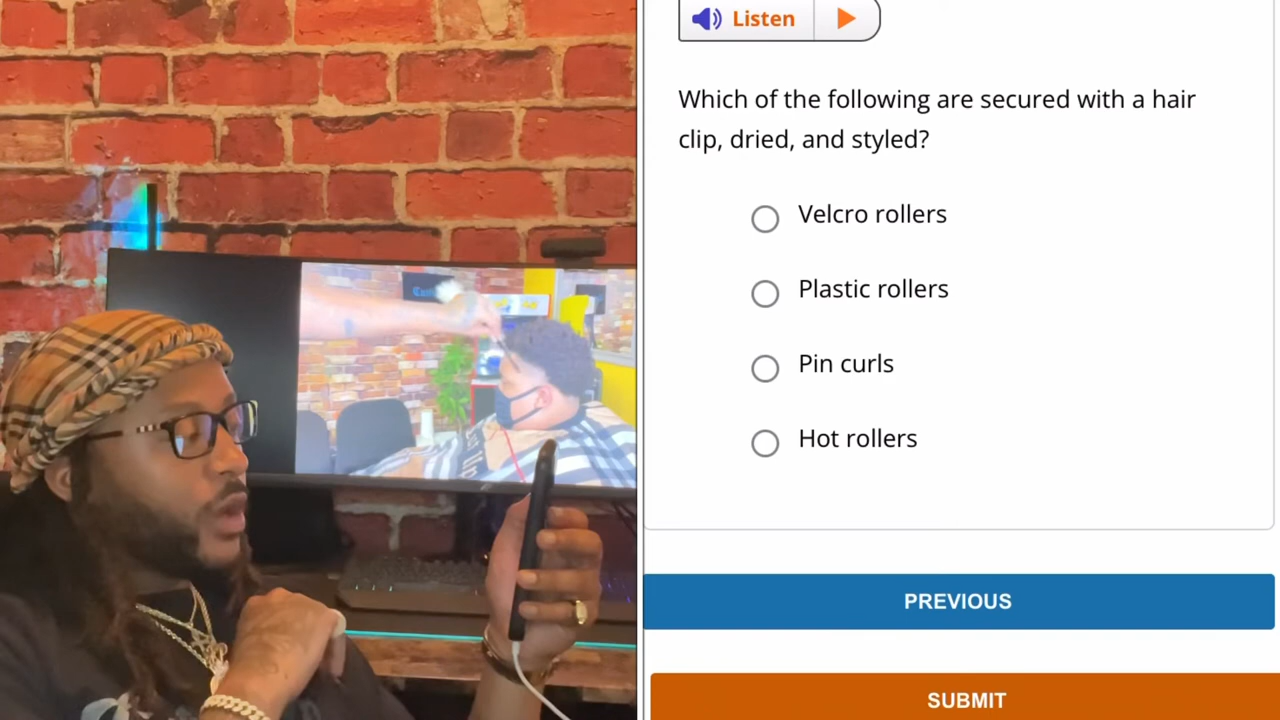 Listen
Which of the following are secured with a hair
clip, dried, and styled?
Velcro rollers
Plastic rollers
Pin curls
Hot rollers
PREVIOUS
SUBMIT